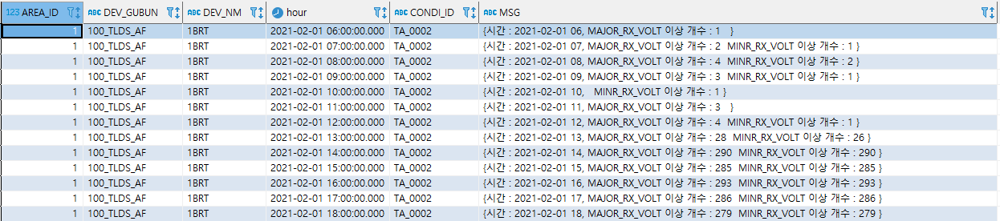 123 AREA_ID ABC DEV_GUBUN ABC DEV_NM hour ABC CONDI_ID ABC MSG
1 100_TLDS_AF 1BRT 2021-02-01 06:00:00.000 TA_0002 {시간 : 2021-02-01 06, MAJOR_RX_VOLT 이상 개수 : 1 }
1 100_TLDS_AF 1BRT 2021-02-01 07:00:00.000 TA_0002 {시간 : 2021-02-01 07, MAJOR_RX_VOLT 이상 개수 : 2 MINR_RX_VOLT 이상 개수 : 1 }
1 100_TLDS_AF 1BRT 2021-02-01 08:00:00.000 TA_0002 {시간 : 2021-02-01 08, MAJOR_RX_VOLT 이상 개수 : 4 MINR_RX_VOLT 이상 개수 : 2 }
1 100_TLDS_AF 1BRT 2021-02-01 09:00:00.000 TA_0002 {시간 : 2021-02-01 09, MAJOR_RX_VOLT 이상 개수 : 3 MINR_RX_VOLT 이상 개수 : 1 }
1 100_TLDS_AF 1BRT 2021-02-01 10:00:00.000 TA_0002 {시간 : 2021-02-01 10, MINR_RX_VOLT 이상 개수 : 1 }
1 100_TLDS_AF 1BRT 2021-02-01 11:00:00.000 TA_0002 {시간 : 2021-02-01 11, MAJOR_RX_VOLT 이상 개수 : 3 }
1 100_TLDS_AF 1BRT 2021-02-01 12:00:00.000 TA_0002 {시간 : 2021-02-01 12, MAJOR_RX_VOLT 이상 개수 : 4 MINR_RX_VOLT 이상 개수 : 1 }
1 100_TLDS_AF 1BRT 2021-02-01 13:00:00.000 TA_0002 {시간 : 2021-02-01 13, MAJOR_RX_VOLT 이상 개수 : 28 MINR_RX_VOLT 이상 개수 : 26 }
1 100_TLDS_AF 1BRT 2021-02-01 14:00:00.000 TA_0002 {시간 : 2021-02-01 14, MAJOR_RX_VOLT 이상 개수 : 290 MINR_RX_VOLT 이상 개수 : 290 }
1 100_TLDS_AF 1BRT 2021-02-01 15:00:00.000 TA_0002 {시간 : 2021-02-01 15, MAJOR_RX_VOLT 이상 개수 : 285 MINR_RX_VOLT 이상 개수 : 285 }
1 100_TLDS_AF 1BRT 2021-02-01 16:00:00.000 TA_0002 {시간 : 2021-02-01 16, MAJOR_RX_VOLT 이상 개수 : 293 MINR_RX_VOLT 이상 개수 : 293 }
1 100_TLDS_AF 1BRT 2021-02-01 17:00:00.000 TA_0002 {시간 : 2021-02-01 17, MAJOR_RX_VOLT 이상 개수 : 286 MINR_RX_VOLT 이상 개수 : 286 }
1 100_TLDS_AF 1BRT 2021-02-01 18:00:00.000 TA_0002 {시간 : 2021-02-01 18, MAJOR_RX_VOLT 이상 개수 : 279 MINR_RX_VOLT 이상 개수 : 279 }